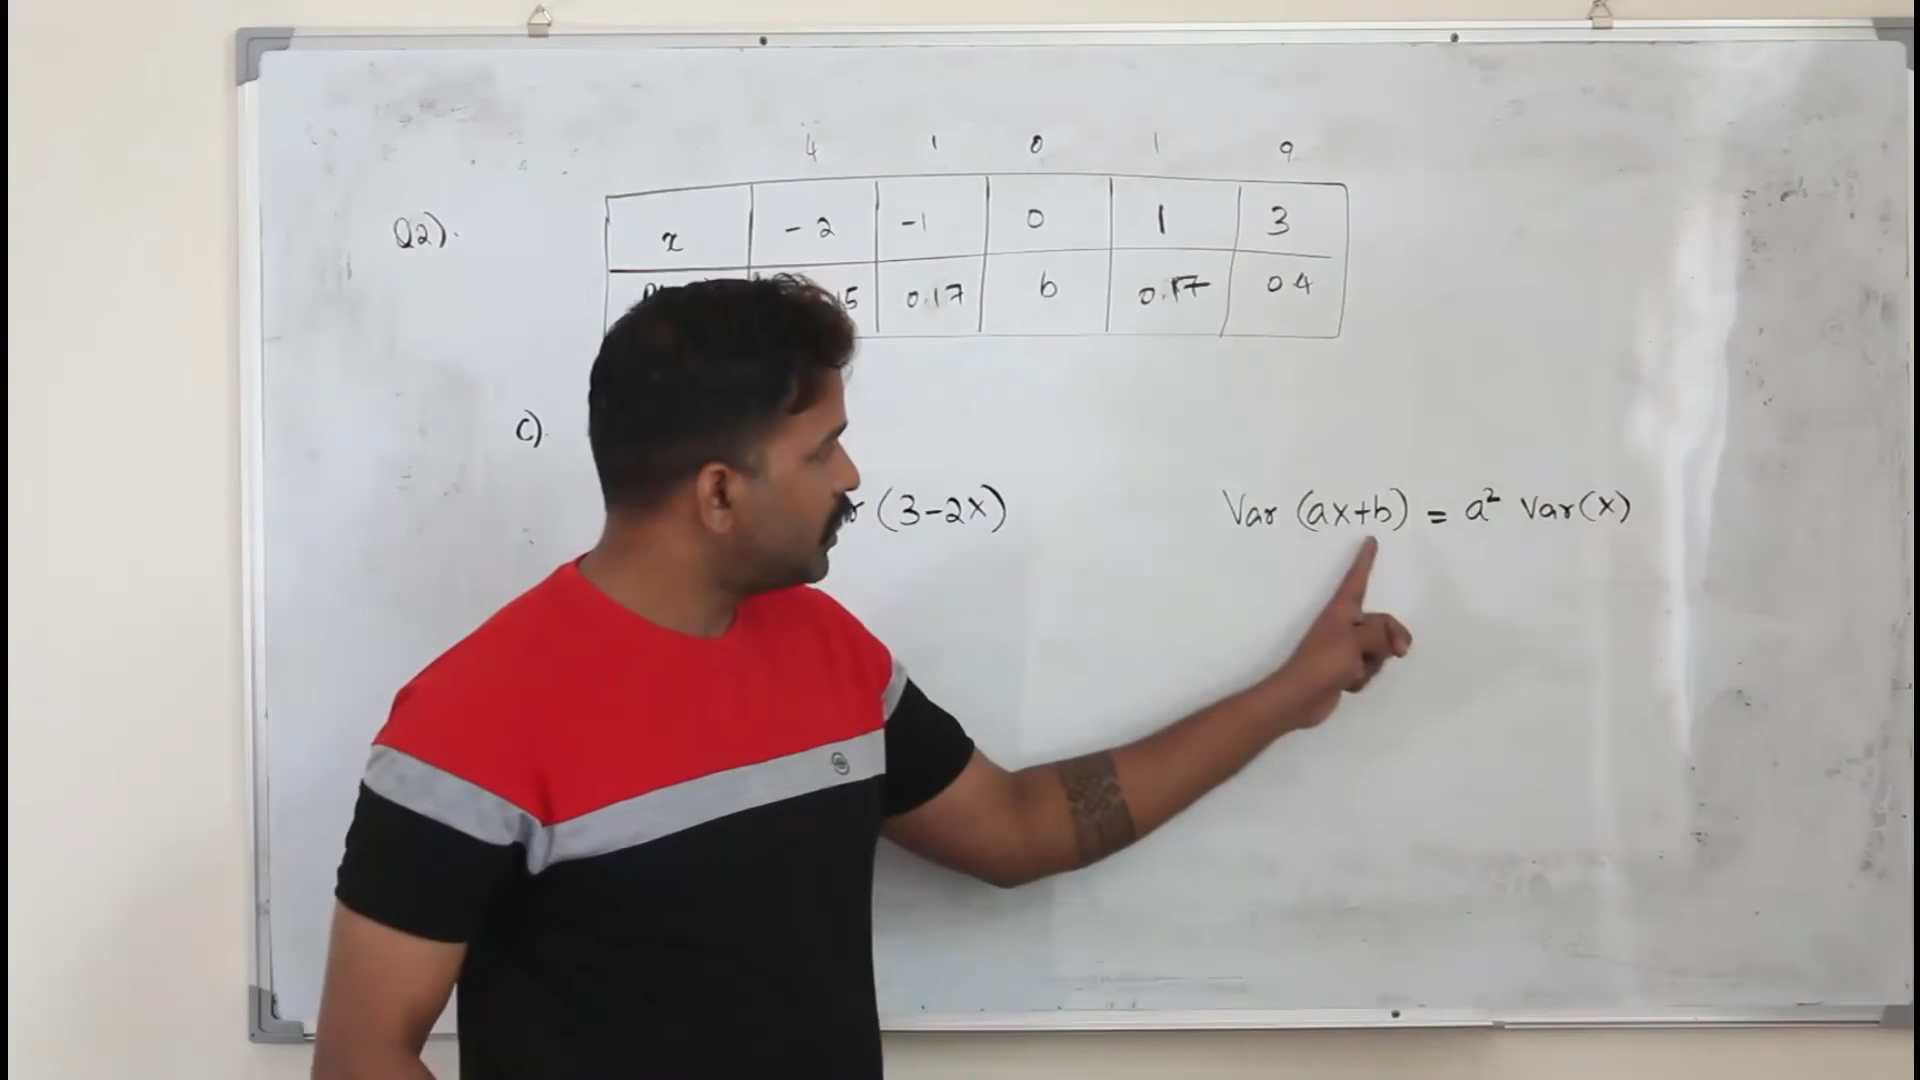 4 1 0 1 9
Q2). x -2 -1 0 1 3
0.17 b 0.17 0.4
C).
(3-2x) Var (ax+b) = a² Var(x)